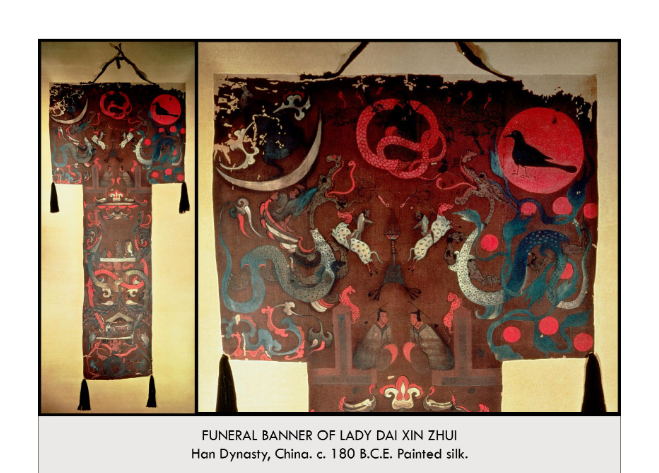 FUNERAL BANNER OF LADY DAI XIN ZHUI
Han Dynasty, China. c. 180 B.C.E. Painted silk.